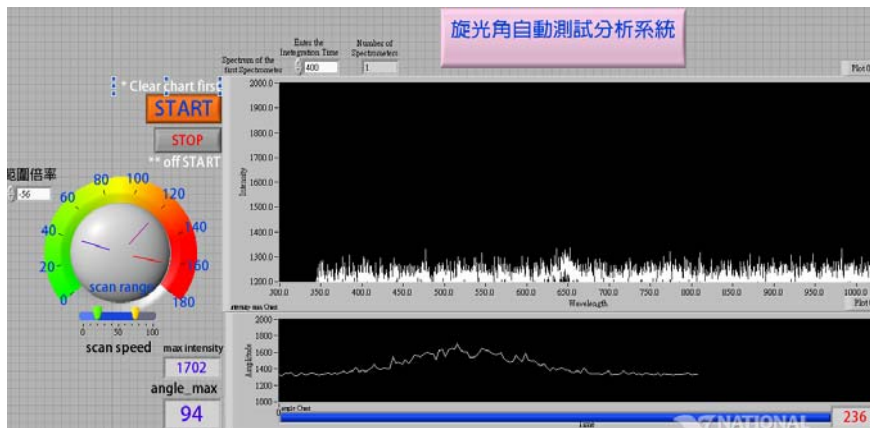 旋光角自動測試分析系統
Enter the
Inetegration Time
400
Number of
Spectrometers
1
Spectrum of the
first Spectrometer
Plot 0
* Clear chart first
START
STOP
** off START
範圍倍率
-56
0 20 40 60 80 100 120 140 160 180
scan range
0 50 100
scan speed
max intensity
1702
angle_max
94
Intensity
2000.0
1900.0
1800.0
1700.0
1600.0
1500.0
1400.0
1300.0
1200.0
300.0 350.0 400.0 450.0 500.0 550.0 600.0 650.0 700.0 750.0 800.0 850.0 900.0 950.0 1000.0
Wavelength
Plot 0
Intensity max Chart
Amplitude
2000
1800
1600
1400
1200
1000
Time
NATIONAL
236